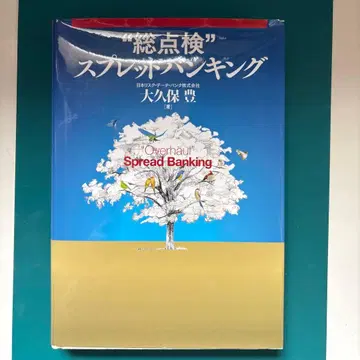 “総点検”
スプレッドバンキング
日本リスク・データ・バンク株式会社
大久保 豊
[著]
"Overhaul"
Spread Banking